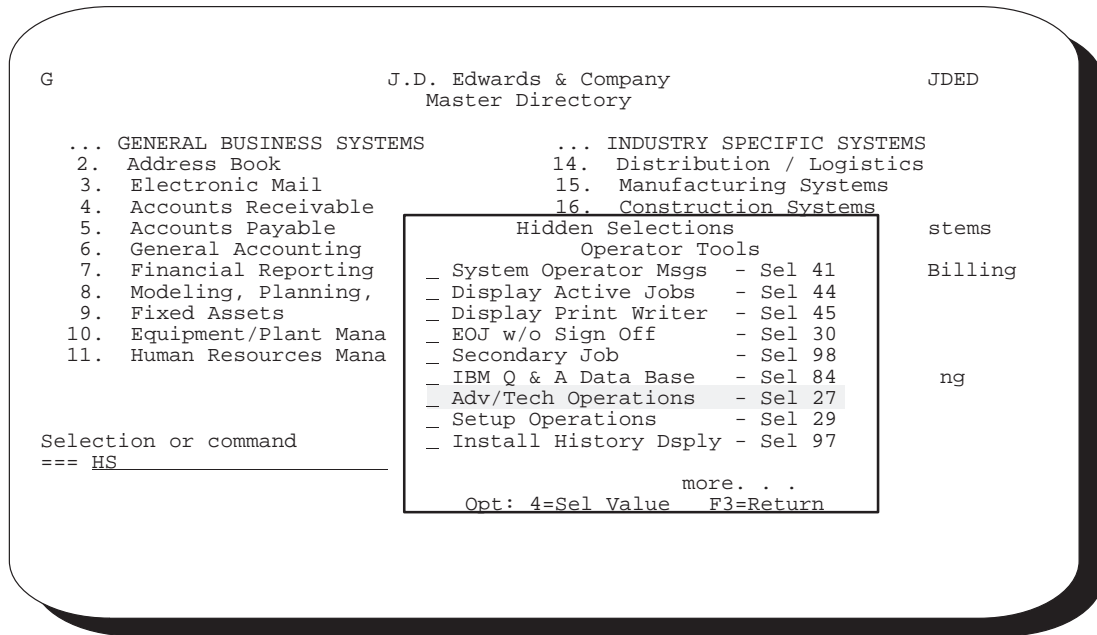 G J.D. Edwards & Company JDED
Master Directory
... GENERAL BUSINESS SYSTEMS ... INDUSTRY SPECIFIC SYSTEMS
2. Address Book 14. Distribution / Logistics
3. Electronic Mail 15. Manufacturing Systems
4. Accounts Receivable 16. Construction Systems
5. Accounts Payable Hidden Selections stems
6. General Accounting Operator Tools
7. Financial Reporting _ System Operator Msgs - Sel 41 Billing
8. Modeling, Planning, _ Display Active Jobs - Sel 44
9. Fixed Assets _ Display Print Writer - Sel 45
10. Equipment/Plant Mana _ EOJ w/o Sign Off - Sel 30
11. Human Resources Mana _ Secondary Job - Sel 98
_ IBM Q & A Data Base - Sel 84 ng
_ Adv/Tech Operations - Sel 27
_ Setup Operations - Sel 29
Selection or command _ Install History Dsply - Sel 97
=== HS
more. . .
Opt: 4=Sel Value F3=Return